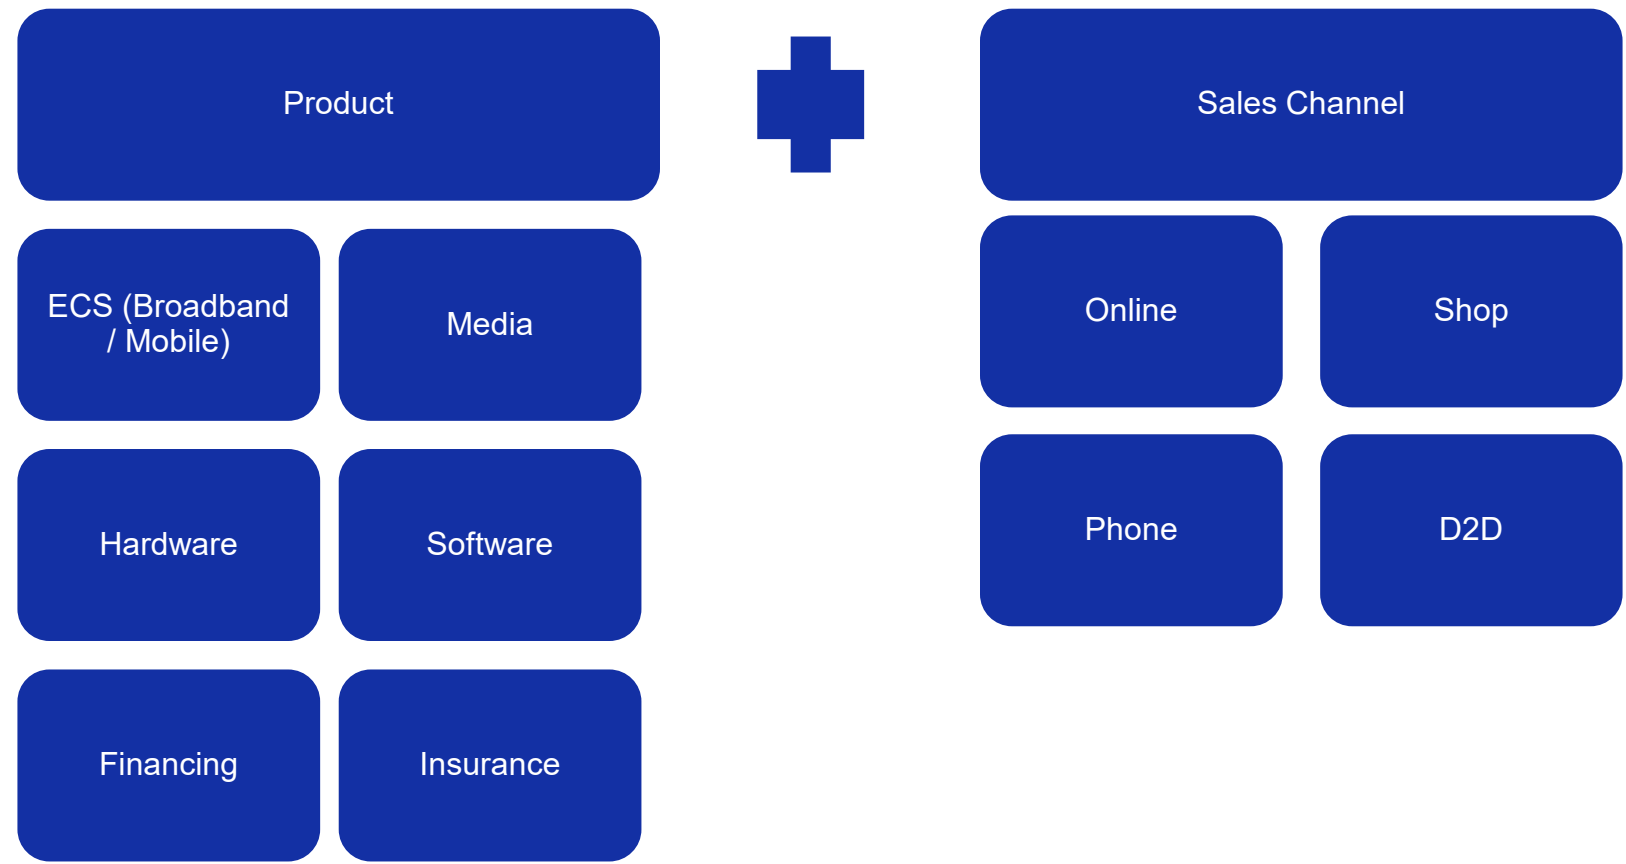 Product
Sales Channel
ECS (Broadband
/ Mobile)
Media
Online
Shop
Hardware
Software
Phone
D2D
Financing
Insurance